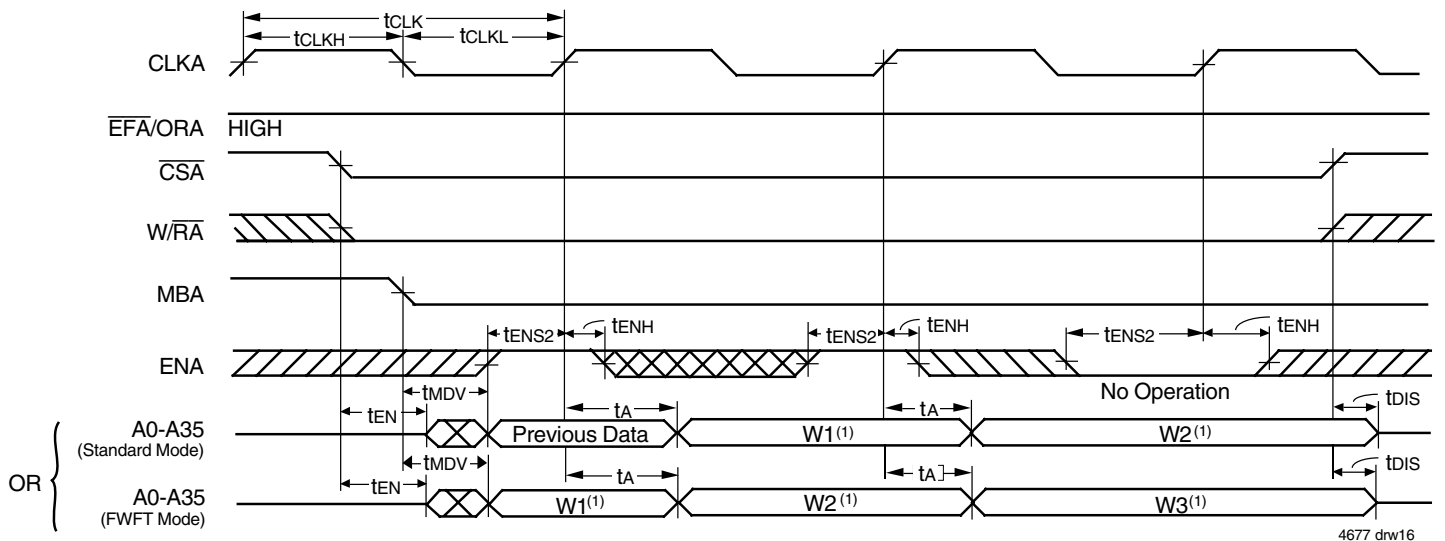 tCLK
tCLKH tCLKL
CLKA
EFA/ORA HIGH
CSA
W/RA
MBA
tENS2 tENH tENS2 tENH tENS2 tENH
ENA
No Operation
tMDV
tEN tA tA tDIS
A0-A35 Previous Data W1(1) W2(1)
(Standard Mode)
OR
tMDV
tEN tA tA tDIS
A0-A35 W1(1) W2(1) W3(1)
(FWFT Mode)
4677 drw16